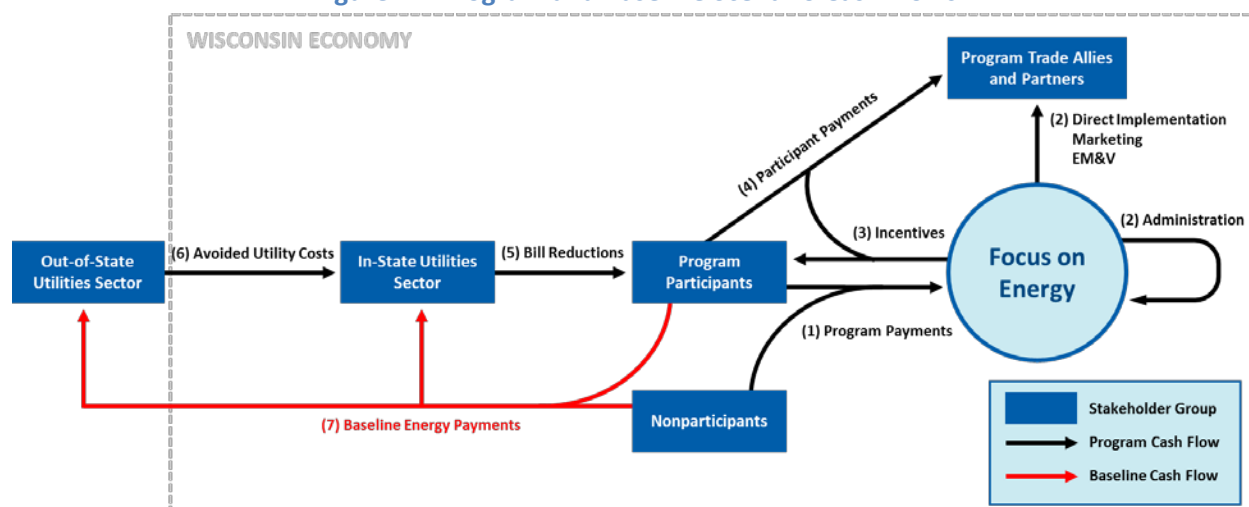 WISCONSIN ECONOMY
Program Trade Allies
and Partners
(2) Direct Implementation
Marketing
EM&V
(4) Participant Payments
(2) Administration
(3) Incentives
(6) Avoided Utility Costs
(5) Bill Reductions
Out-of-State
Utilities Sector
In-State Utilities
Sector
Program
Participants
Focus on
Energy
(1) Program Payments
(7) Baseline Energy Payments
Nonparticipants
Stakeholder Group
Program Cash Flow
Baseline Cash Flow